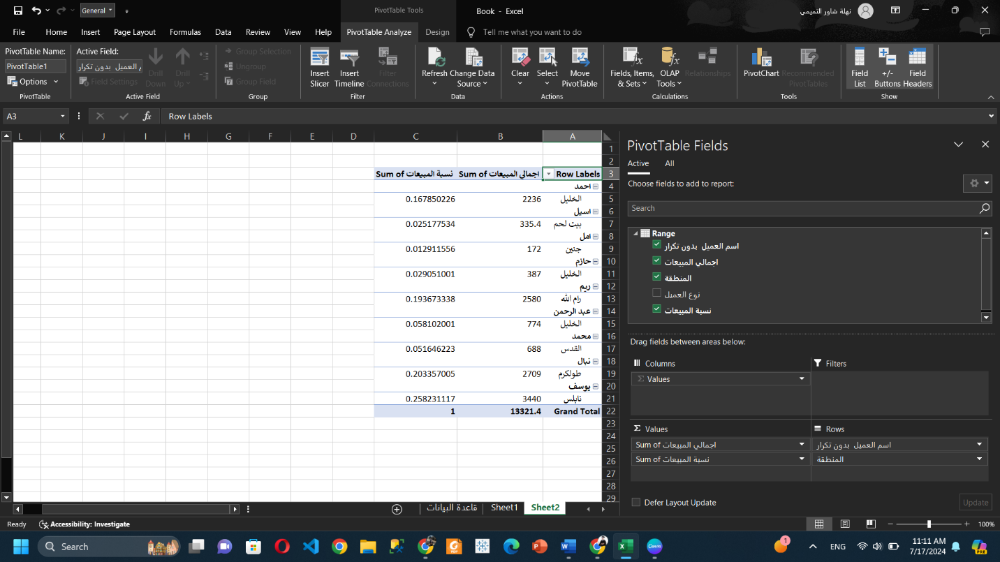 General
PivotTable Tools
Book - Excel
نهلة شاور التميمي
File Home Insert Page Layout Formulas Data Review View Help PivotTable Analyze Design Tell me what you want to do
PivotTable Name:
PivotTable1
Options
PivotTable
Active Field:
العميل بدون تكرار
Field Settings
Drill Down
Drill Up
Active Field
Group Selection
Ungroup
Group Field
Group
Insert Slicer
Insert Timeline
Filter Connections
Filter
Refresh
Change Data Source
Data
Clear
Select
Move PivotTable
Actions
Fields, Items, & Sets
OLAP Tools
Relationships
Calculations
PivotChart
Recommended PivotTables
Tools
Field List
+/- Buttons
Field Headers
Show
A3
fx
Row Labels
L K J I H G F E D C B A
1
2
3 Row Labels Sum of اجمالي المبيعات Sum of نسبة المبيعات
4 احمد
5 الخليل 2236 0.167850226
6 اسيل
7 بيت لحم 335.4 0.025177534
8 امل
9 جنين 172 0.012911556
10 حازم
11 الخليل 387 0.029051001
12 ريم
13 رام الله 2580 0.193673338
14 عبد الرحمن
15 الخليل 774 0.058102001
16 محمد
17 القدس 688 0.051646223
18 نبال
19 طولكرم 2709 0.203357005
20 يوسف
21 نابلس 3440 0.258231117
22 Grand Total 13321.4 1
23
24
25
26
27
28
29
PivotTable Fields
Active All
Choose fields to add to report:
Search
Range
اسم العميل بدون تكرار
اجمالي المبيعات
المنطقة
نوع العميل
نسبة المبيعات
Drag fields between areas below:
Columns
Σ Values
Filters
Σ Values
Sum of اجمالي المبيعات
Sum of نسبة المبيعات
Rows
اسم العميل بدون تكرار
المنطقة
Defer Layout Update
Update
قاعدة البيانات Sheet1 Sheet2
Ready
Accessibility: Investigate
100%
Search
1
ENG
11:11 AM
7/17/2024
PRE